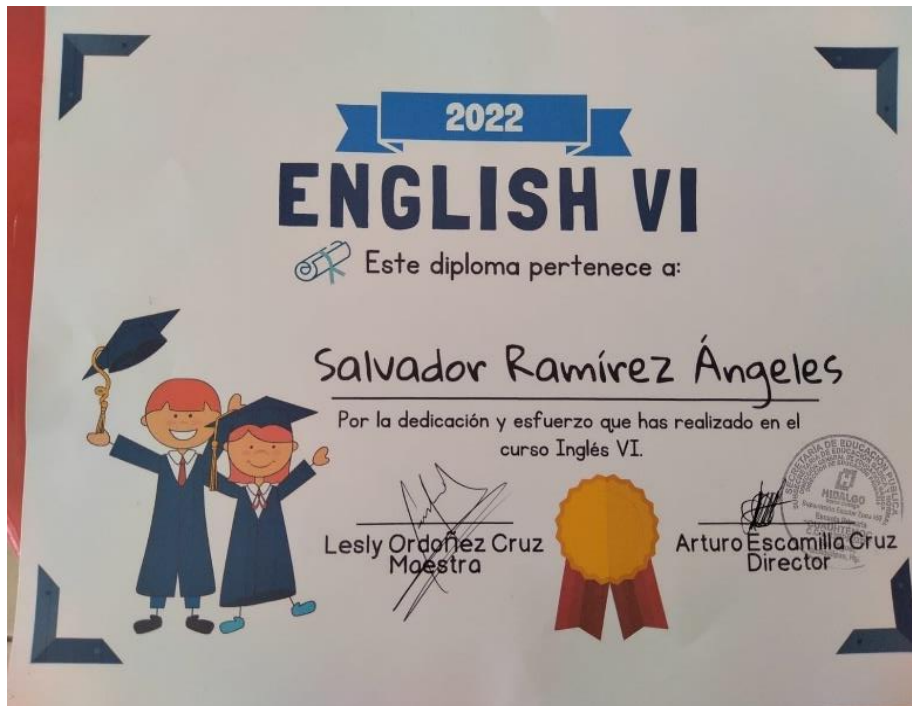 2022
ENGLISH VI
Este diploma pertenece a:
Salvador Ramírez Ángeles
Por la dedicación y esfuerzo que has realizado en el
curso Inglés VI.
Lesly Ordoñez Cruz
Maestra
Arturo Escamilla Cruz
Director
SECRETARÍA DE EDUCACIÓN PÚBLICA
HIDALGO
CUAUHTEMOC